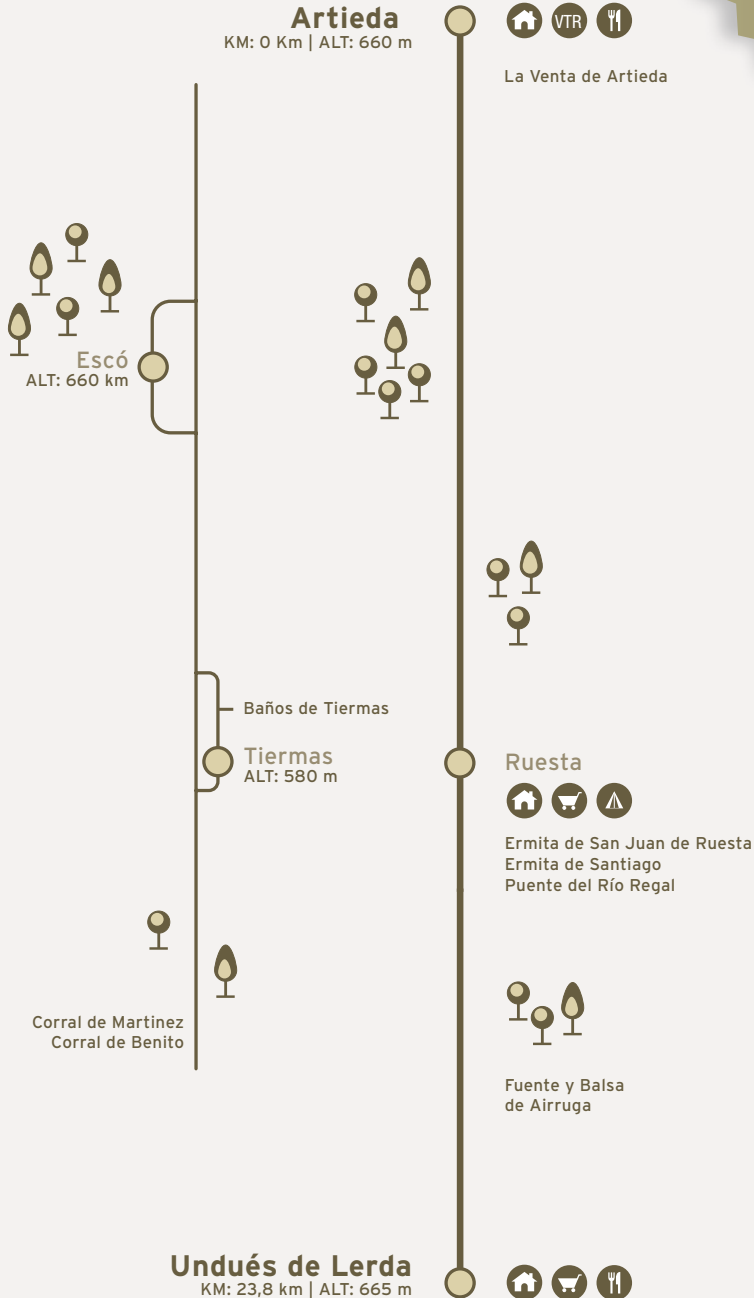 Artieda
KM: 0 Km | ALT: 660 m
VTR
La Venta de Artieda
Escó
ALT: 660 km
Baños de Tiermas
Tiermas
ALT: 580 m
Ruesta
Ermita de San Juan de Ruesta
Ermita de Santiago
Puente del Río Regal
Corral de Martinez
Corral de Benito
Fuente y Balsa
de Airruga
Undués de Lerda
KM: 23,8 km | ALT: 665 m